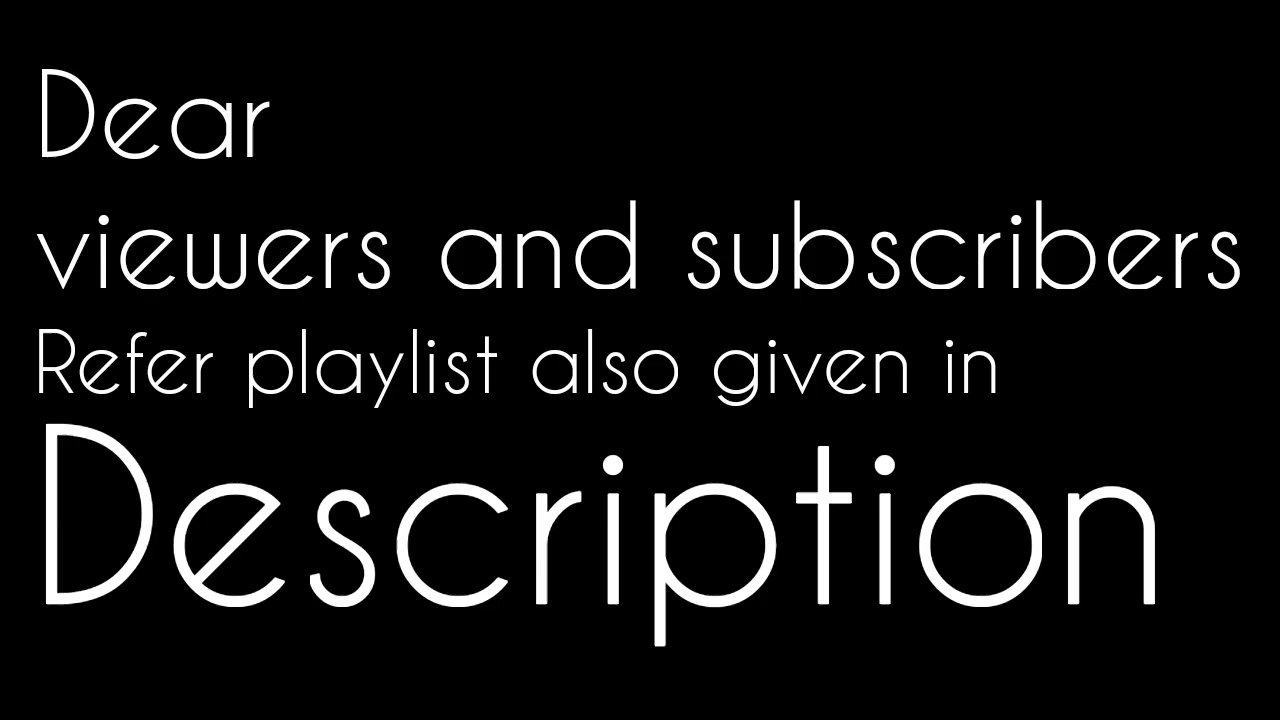 Dear
viewers and subscribers
Refer playlist also given in
Description